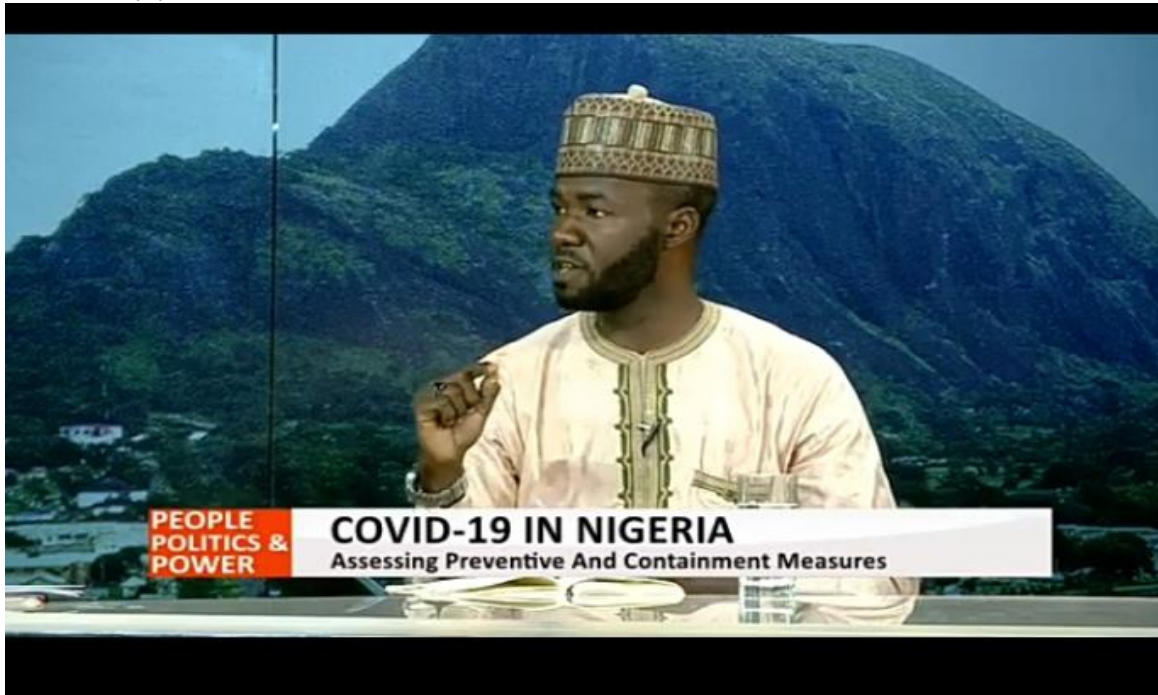 PEOPLE
POLITICS &
POWER
COVID-19 IN NIGERIA
Assessing Preventive And Containment Measures